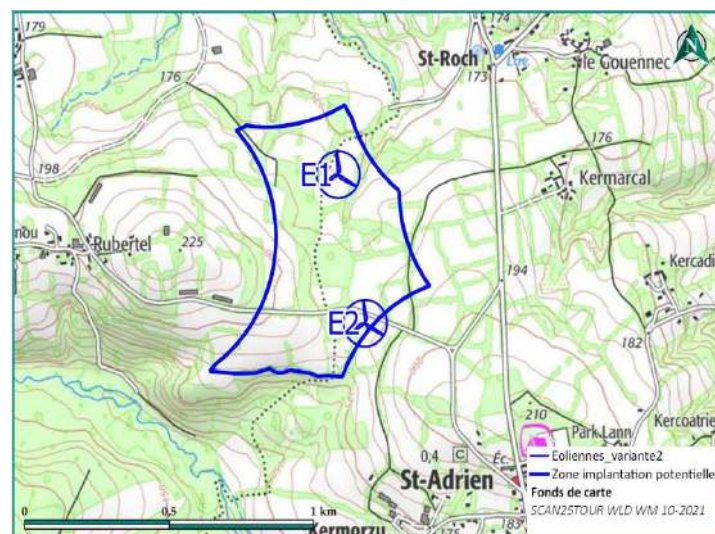 179
174
St-Roch
le Gouennec
173
176
176
198
Kermarcal
E1
Rubertel
225
Kercadi
194
E2
182
210
Kercoatrie
Park Lann
0,4
C
Éc.
St-Adrien
183
Kermorzu
Eoliennes_variante2
Zone implantation potentielle
Fonds de carte
SCAN25TOUR WLD WM 10-2021
0
0,5
1 km